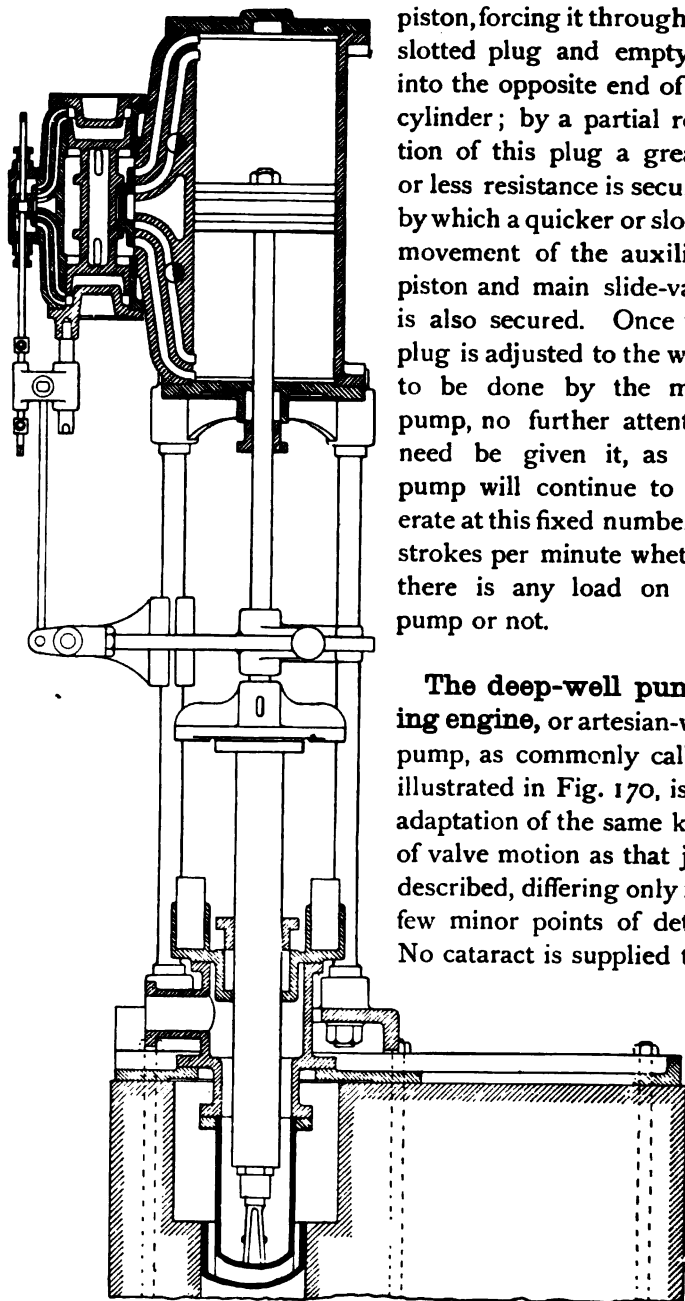 piston, forcing it through
slotted plug and empty
into the opposite end of
cylinder; by a partial ro
tion of this plug a grea
or less resistance is secu
by which a quicker or slo
movement of the auxili
piston and main slide-va
is also secured. Once
plug is adjusted to the w
to be done by the m
pump, no further attent
need be given it, as
pump will continue to
erate at this fixed number
strokes per minute whet
there is any load on
pump or not.
The deep-well pum
ing engine, or artesian-w
pump, as commonly cal
illustrated in Fig. 170, is
adaptation of the same k
of valve motion as that j
described, differing only i
few minor points of det
No cataract is supplied t